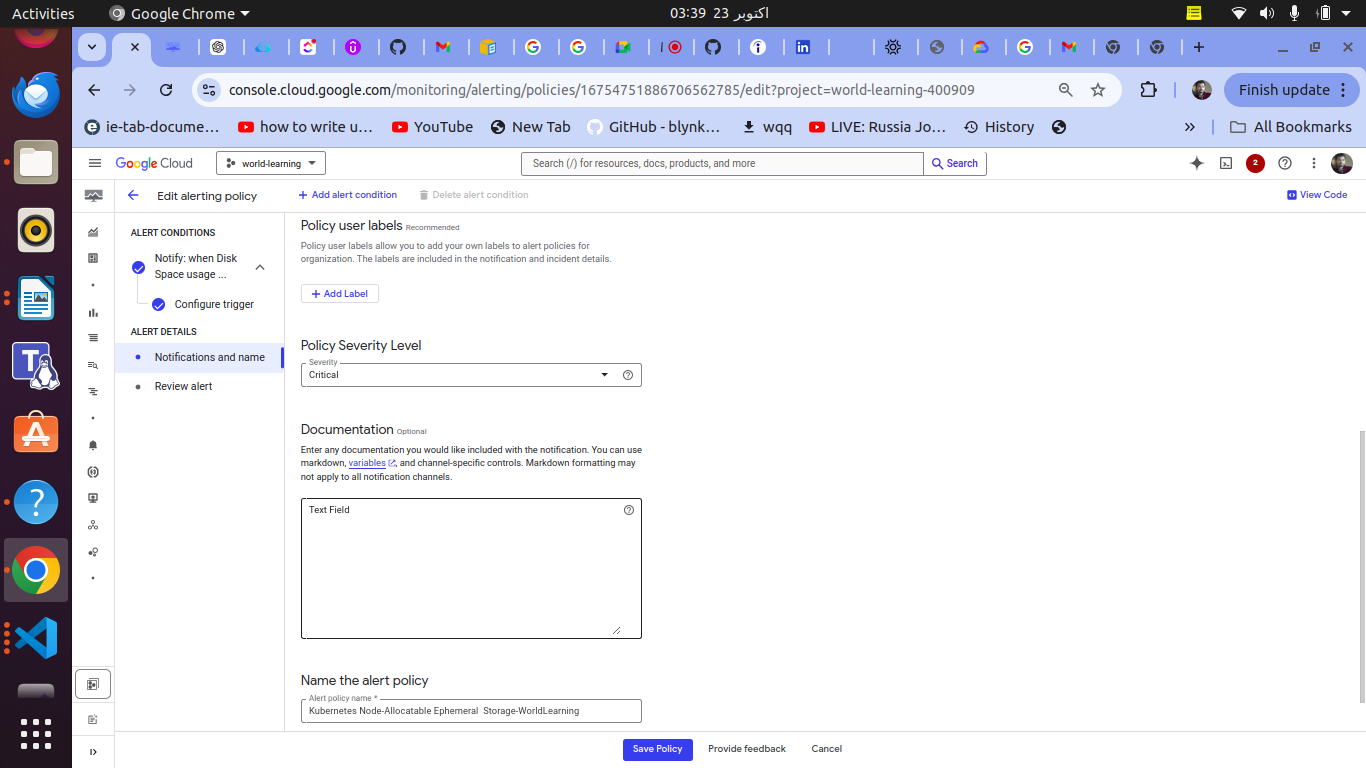 Activities
Google Chrome
03:39 23 اکتوبر
console.cloud.google.com/monitoring/alerting/policies/16754751886706562785/edit?project=world-learning-400909
Finish update
ie-tab-docume…
how to write u…
YouTube
New Tab
GitHub - blynk…
wqq
LIVE: Russia Jo…
History
All Bookmarks
Google Cloud
world-learning
Search (/) for resources, docs, products, and more
Search
2
Edit alerting policy
Add alert condition
Delete alert condition
View Code
ALERT CONDITIONS
Notify: when Disk
Space usage ...
Configure trigger
ALERT DETAILS
Notifications and name
Review alert
Policy user labels Recommended
Policy user labels allow you to add your own labels to alert policies for
organization. The labels are included in the notification and incident details.
Add Label
Policy Severity Level
Severity
Critical
Documentation Optional
Enter any documentation you would like included with the notification. You can use
markdown, variables, and channel-specific controls. Markdown formatting may
not apply to all notification channels.
Text Field
Name the alert policy
Alert policy name *
Kubernetes Node-Allocatable Ephemeral  Storage-WorldLearning
Save Policy
Provide feedback
Cancel